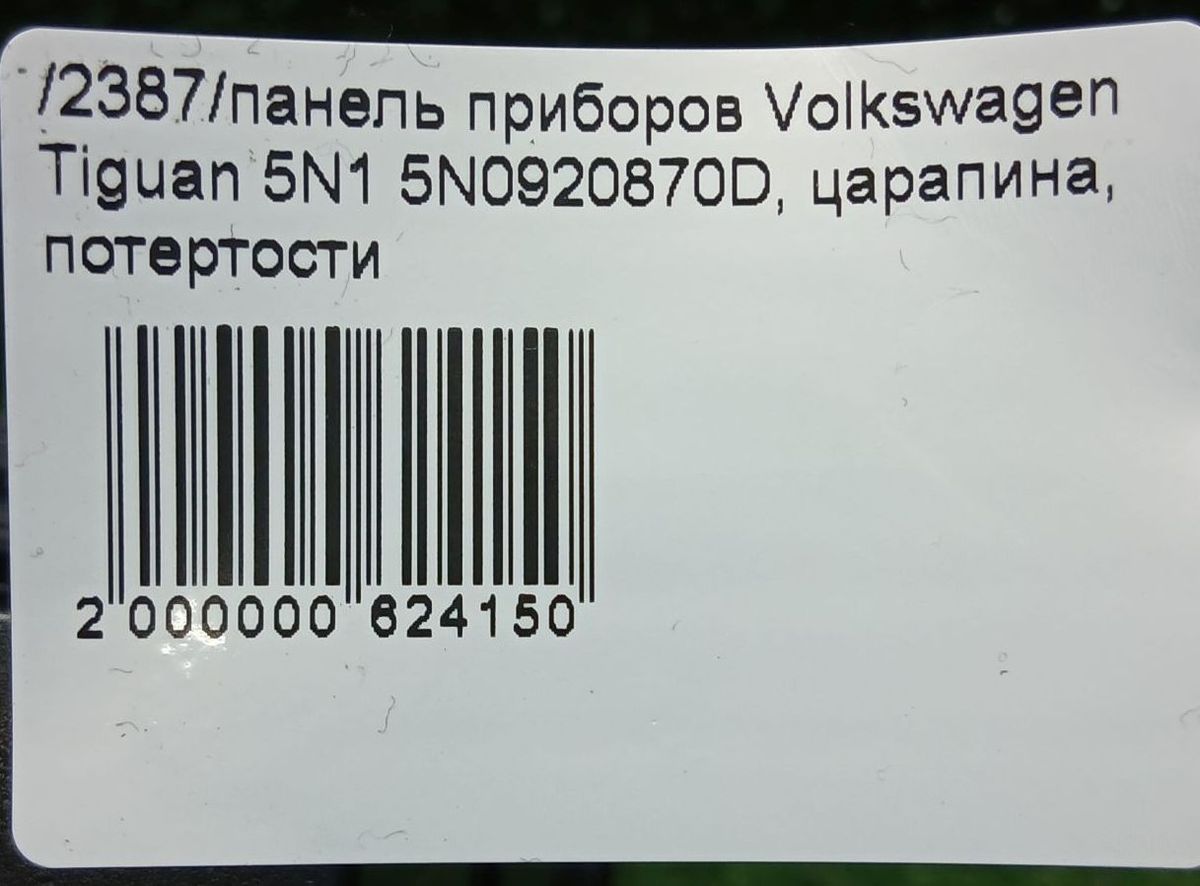 /2387/панель приборов Volkswagen
Tiguan 5N1 5N0920870D, царапина,
потертости
2 000000 624150